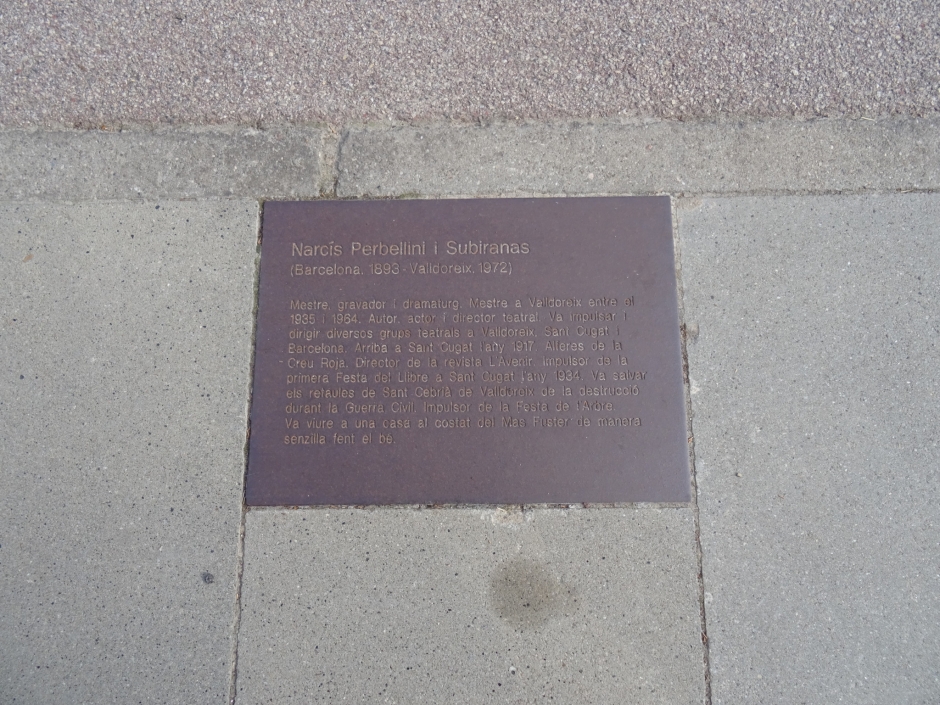 Narcís Perbellini i Subiranas
(Barcelona, 1893 - Valldoreix, 1972)
Mestre, gravador i dramaturg. Mestre a Valldoreix entre el
1935 i 1964. Autor, actor i director teatral. Va impulsar i
dirigir diversos grups teatrals a Valldoreix, Sant Cugat i
Barcelona. Arriba a Sant Cugat l'any 1917. Alferes de la
Creu Roja. Director de la revista L'Avenir. Impulsor de la
primera Festa del Llibre a Sant Cugat l'any 1934. Va salvar
els retaules de Sant Cebrià de Valldoreix de la destrucció
durant la Guerra Civil. Impulsor de la Festa de l'Arbre.
Va viure a una casa al costat del Mas Fuster de manera
senzilla fent el bé.